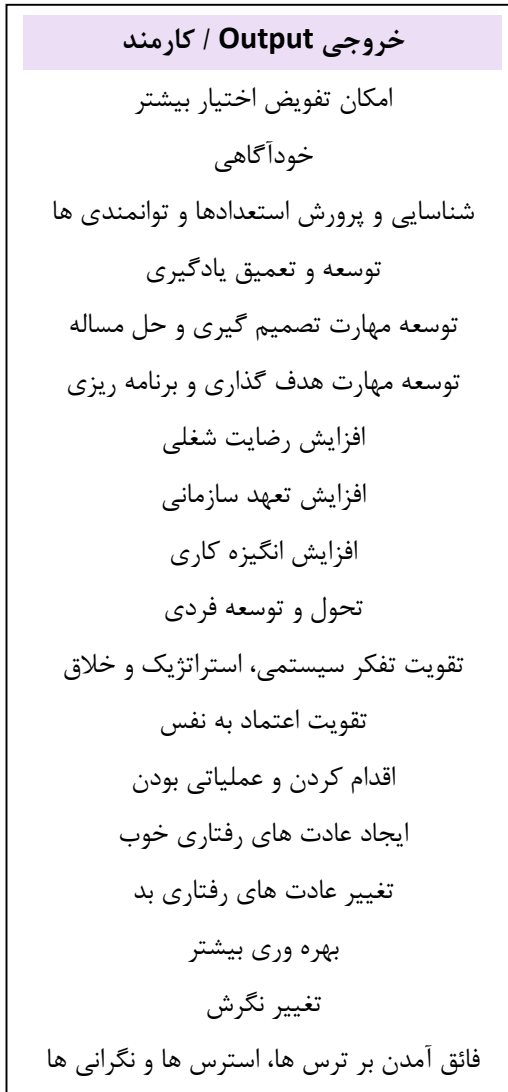 خروجی Output / کارمند
امکان تفویض اختیار بیشتر
خودآگاهی
شناسایی و پرورش استعدادها و توانمندی ها
توسعه و تعمیق یادگیری
توسعه مهارت تصمیم گیری و حل مساله
توسعه مهارت هدف گذاری و برنامه ریزی
افزایش رضایت شغلی
افزایش تعهد سازمانی
افزایش انگیزه کاری
تحول و توسعه فردی
تقویت تفکر سیستمی، استراتژیک و خلاق
تقویت اعتماد به نفس
اقدام کردن و عملیاتی بودن
ایجاد عادت های رفتاری خوب
تغییر عادت های رفتاری بد
بهره وری بیشتر
تغییر نگرش
فائق آمدن بر ترس ها، استرس ها و نگرانی ها